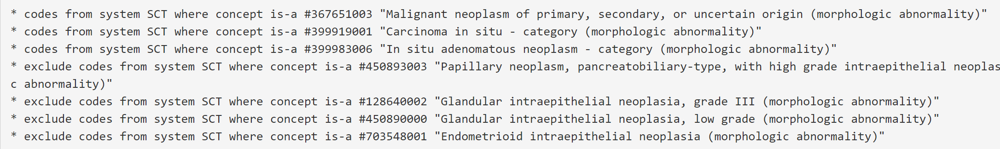 * codes from system SCT where concept is-a #367651003 "Malignant neoplasm of primary, secondary, or uncertain origin (morphologic abnormality)"
* codes from system SCT where concept is-a #399919001 "Carcinoma in situ - category (morphologic abnormality)"
* codes from system SCT where concept is-a #399983006 "In situ adenomatous neoplasm - category (morphologic abnormality)"
* exclude codes from system SCT where concept is-a #450893003 "Papillary neoplasm, pancreatobiliary-type, with high grade intraepithelial neoplas
c abnormality)"
* exclude codes from system SCT where concept is-a #128640002 "Glandular intraepithelial neoplasia, grade III (morphologic abnormality)"
* exclude codes from system SCT where concept is-a #450890000 "Glandular intraepithelial neoplasia, low grade (morphologic abnormality)"
* exclude codes from system SCT where concept is-a #703548001 "Endometrioid intraepithelial neoplasia (morphologic abnormality)"